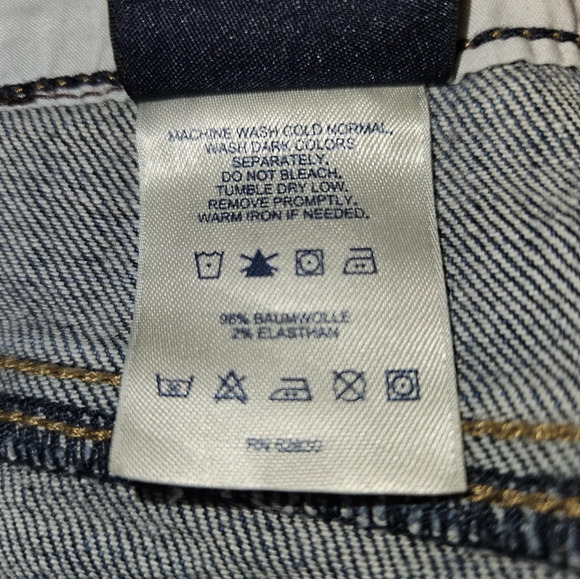 MACHINE WASH COLD NORMAL,
WASH DARK COLORS
SEPARATELY.
DO NOT BLEACH.
TUMBLE DRY LOW.
REMOVE PROMPTLY.
WARM IRON IF NEEDED.
98% BAUMWOLLE
2% ELASTHAN
RN